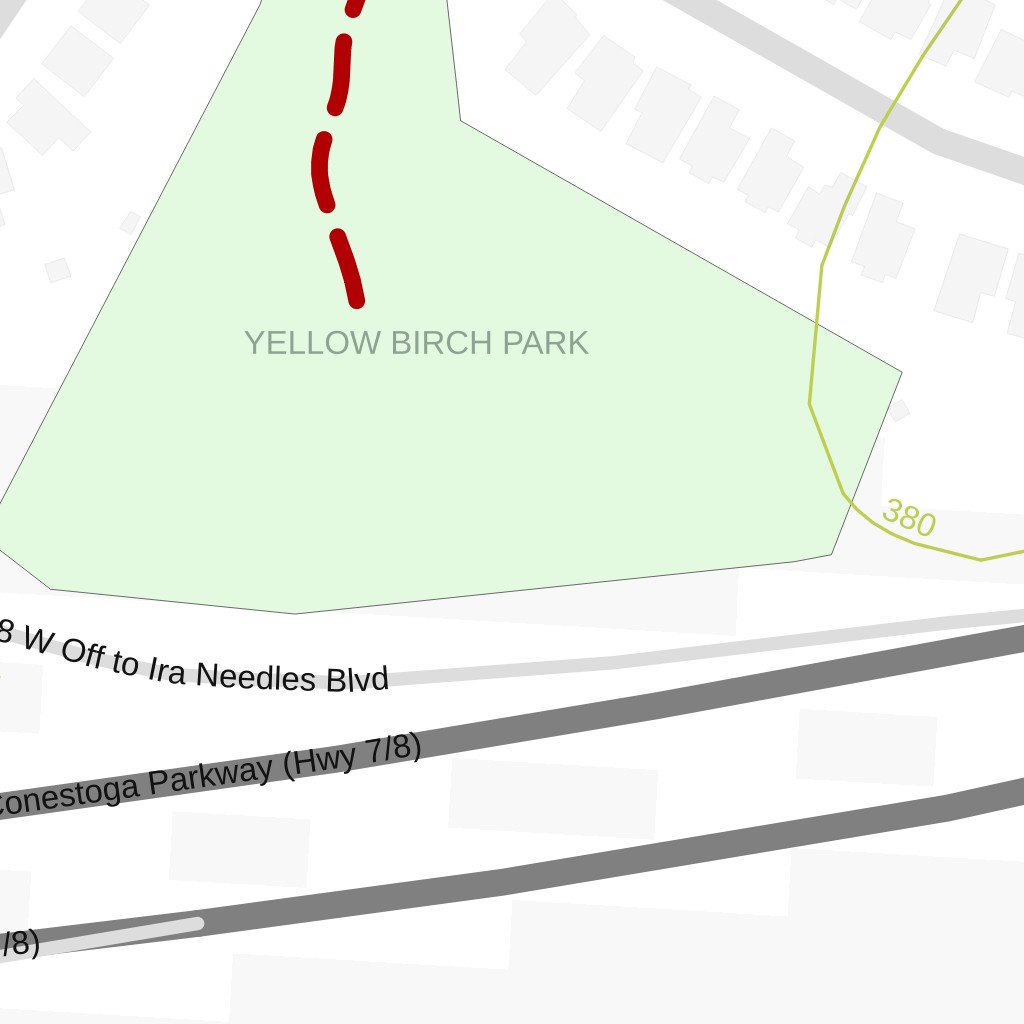 YELLOW BIRCH PARK
380
8 W Off to Ira Needles Blvd
Conestoga Parkway (Hwy 7/8)
/8)